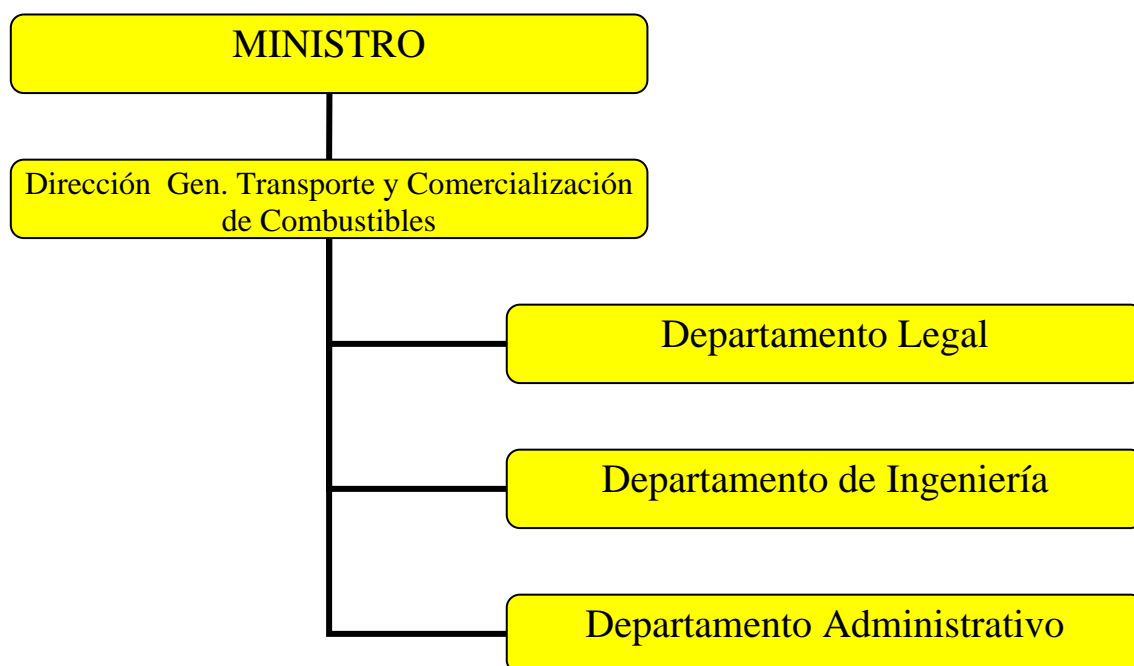 MINISTRO
Dirección Gen. Transporte y Comercialización
de Combustibles
Departamento Legal
Departamento de Ingeniería
Departamento Administrativo